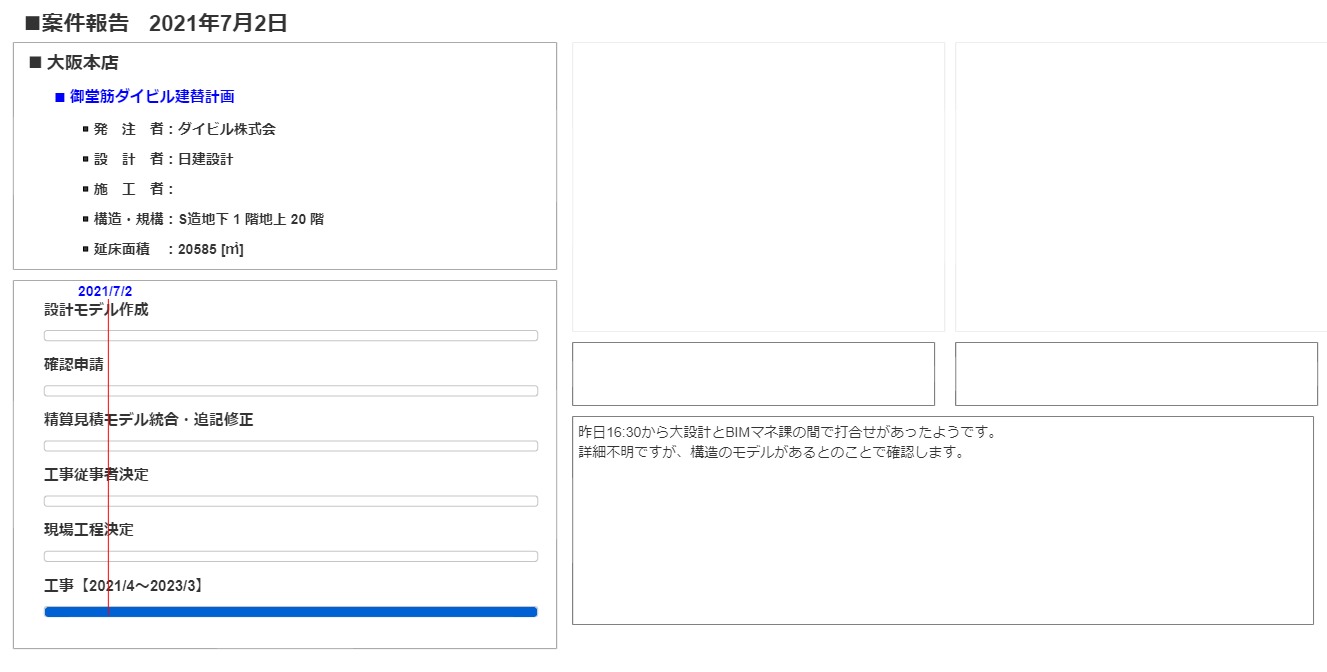 ■案件報告　2021年7月2日
■ 大阪本店
■ 御堂筋ダイビル建替計画
▪ 発　注　者：ダイビル株式会
▪ 設　計　者：日建設計
▪ 施　工　者：
▪ 構造・規構：S造地下 1 階地上 20 階
▪ 延床面積　：20585 [㎡]
2021/7/2
設計モデル作成
確認申請
精算見積モデル統合・追記修正
工事従事者決定
現場工程決定
工事【2021/4～2023/3】
昨日16:30から大設計とBIMマネ課の間で打合せがあったようです。
詳細不明ですが、構造のモデルがあるとのことで確認します。